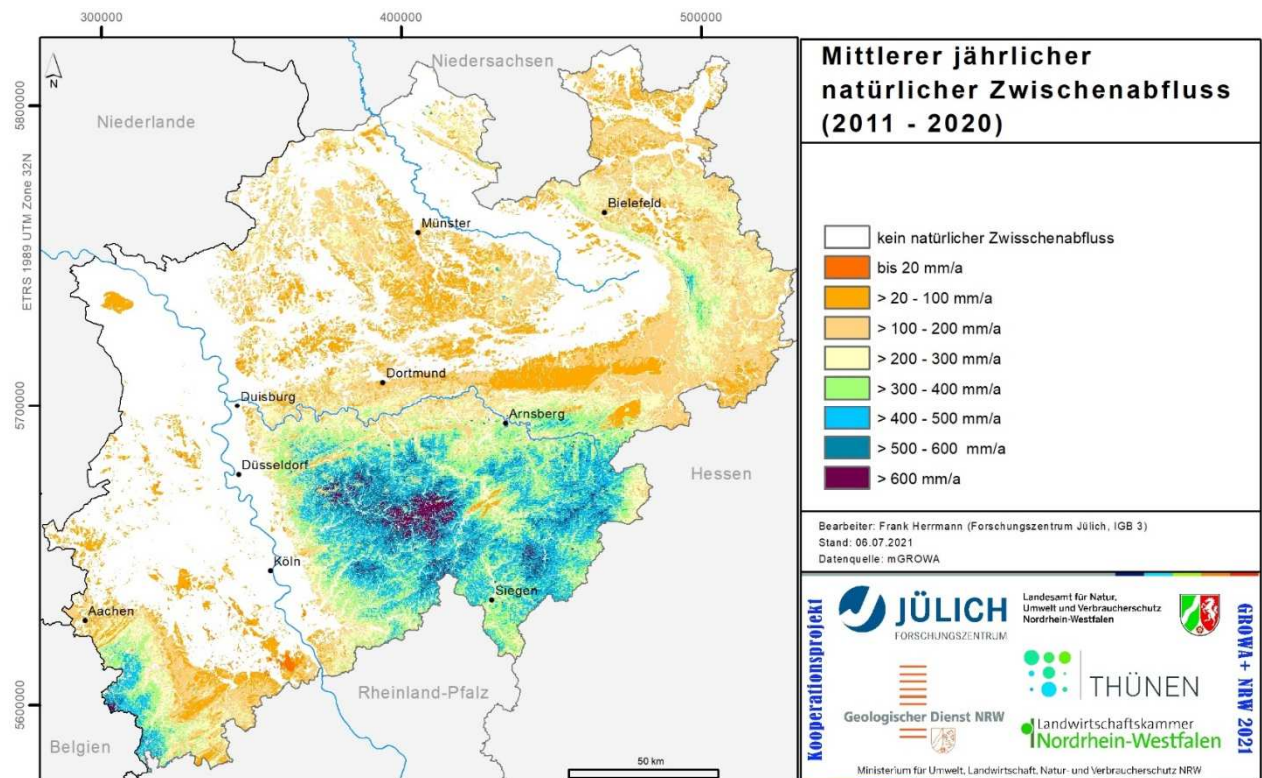 300000
400000
500000
5800000
5700000
5600000
ETRS 1989 UTM Zone 32N
N
Niedersachsen
Niederlande
Bielefeld
Münster
Dortmund
Duisburg
Arnsberg
Düsseldorf
Hessen
Köln
Siegen
Aachen
Rheinland-Pfalz
Belgien
50 km
Mittlerer jährlicher
natürlicher Zwischenabfluss
(2011 - 2020)
kein natürlicher Zwisschenabfluss
bis 20 mm/a
> 20 - 100 mm/a
> 100 - 200 mm/a
> 200 - 300 mm/a
> 300 - 400 mm/a
> 400 - 500 mm/a
> 500 - 600 mm/a
> 600 mm/a
Bearbeiter: Frank Herrmann (Forschungszentrum Jülich, IGB 3)
Stand: 06.07.2021
Datenquelle: mGROWA
Kooperationsprojekt
JÜLICH
FORSCHUNGSZENTRUM
Landesamt für Natur,
Umwelt und Verbraucherschutz
Nordrhein-Westfalen
GROWA+ NRW 2021
Geologischer Dienst NRW
THÜNEN
Landwirtschaftskammer
Nordrhein-Westfalen
Ministerium für Umwelt, Landwirtschaft, Natur- und Verbraucherschutz NRW